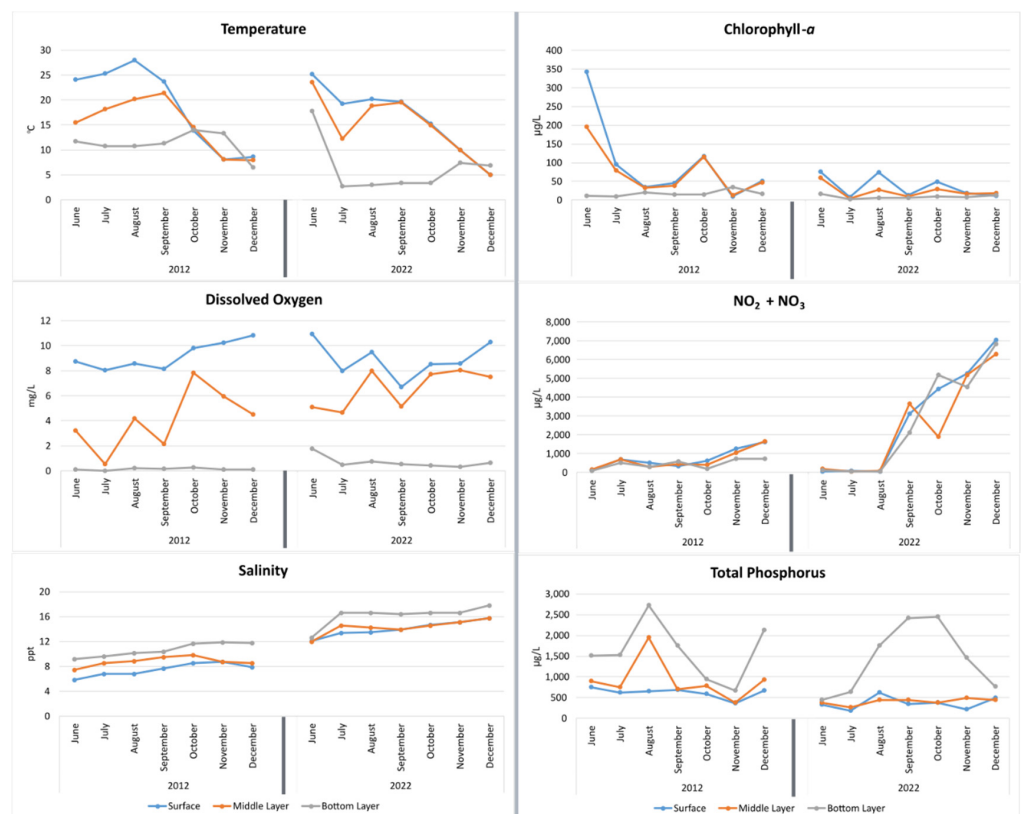 Temperature
30
25
20
15
10
5
0
℃
June
July
August
September
October
November
December
2012
June
July
August
September
October
November
December
2022
Chlorophyll-a
400
350
300
250
200
150
100
50
0
µg/L
June
July
August
September
October
November
December
2012
June
July
August
September
October
November
December
2022
Dissolved Oxygen
12
10
8
6
4
2
0
mg/L
June
July
August
September
October
November
December
2012
June
July
August
September
October
November
December
2022
NO₂ + NO₃
8,000
7,000
6,000
5,000
4,000
3,000
2,000
1,000
0
µg/L
June
July
August
September
October
November
December
2012
June
July
August
September
October
November
December
2022
Salinity
20
16
12
8
4
0
ppt
June
July
August
September
October
November
December
2012
June
July
August
September
October
November
December
2022
Surface Middle Layer Bottom Layer
Total Phosphorus
3,000
2,500
2,000
1,500
1,000
500
0
µg/L
June
July
August
September
October
November
December
2012
June
July
August
September
October
November
December
2022
Surface Middle Layer Bottom Layer